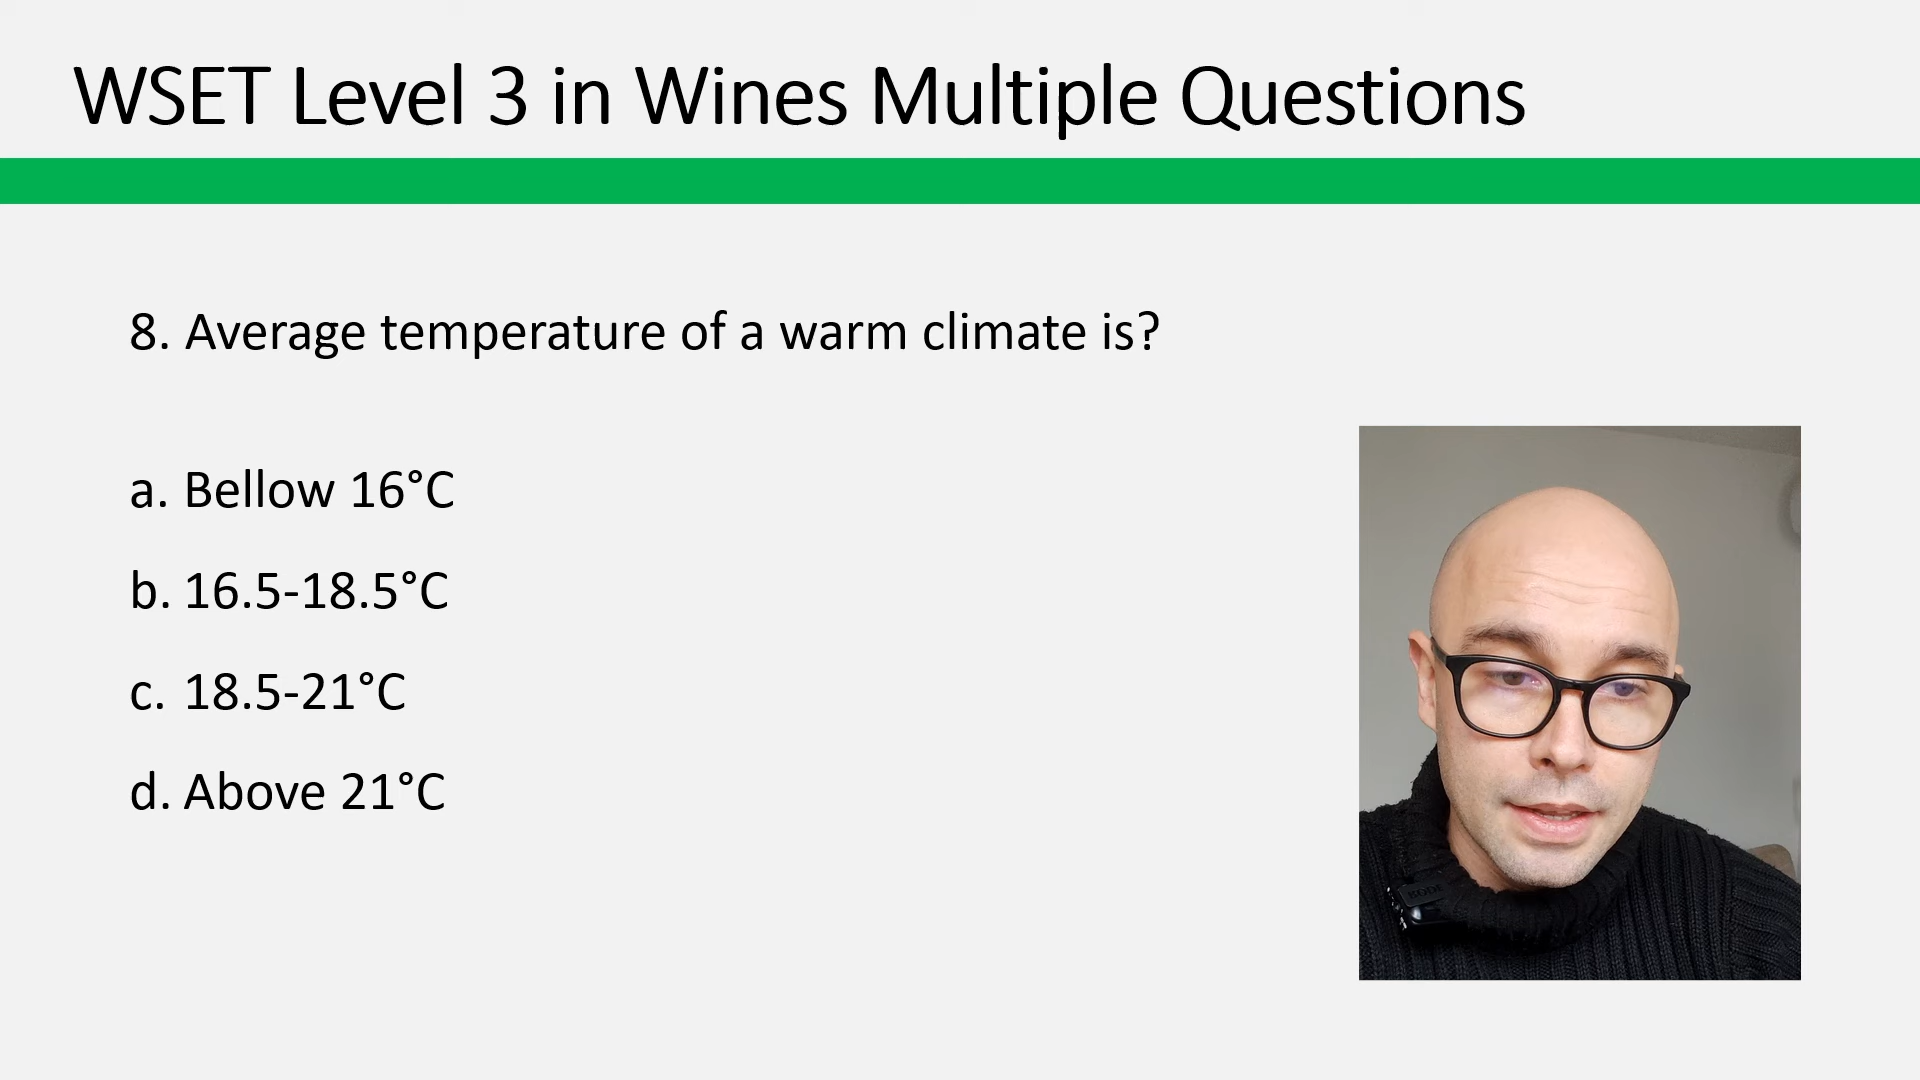 WSET Level 3 in Wines Multiple Questions
8. Average temperature of a warm climate is?
a. Bellow 16°C
b. 16.5-18.5°C
c. 18.5-21°C
d. Above 21°C
RODE